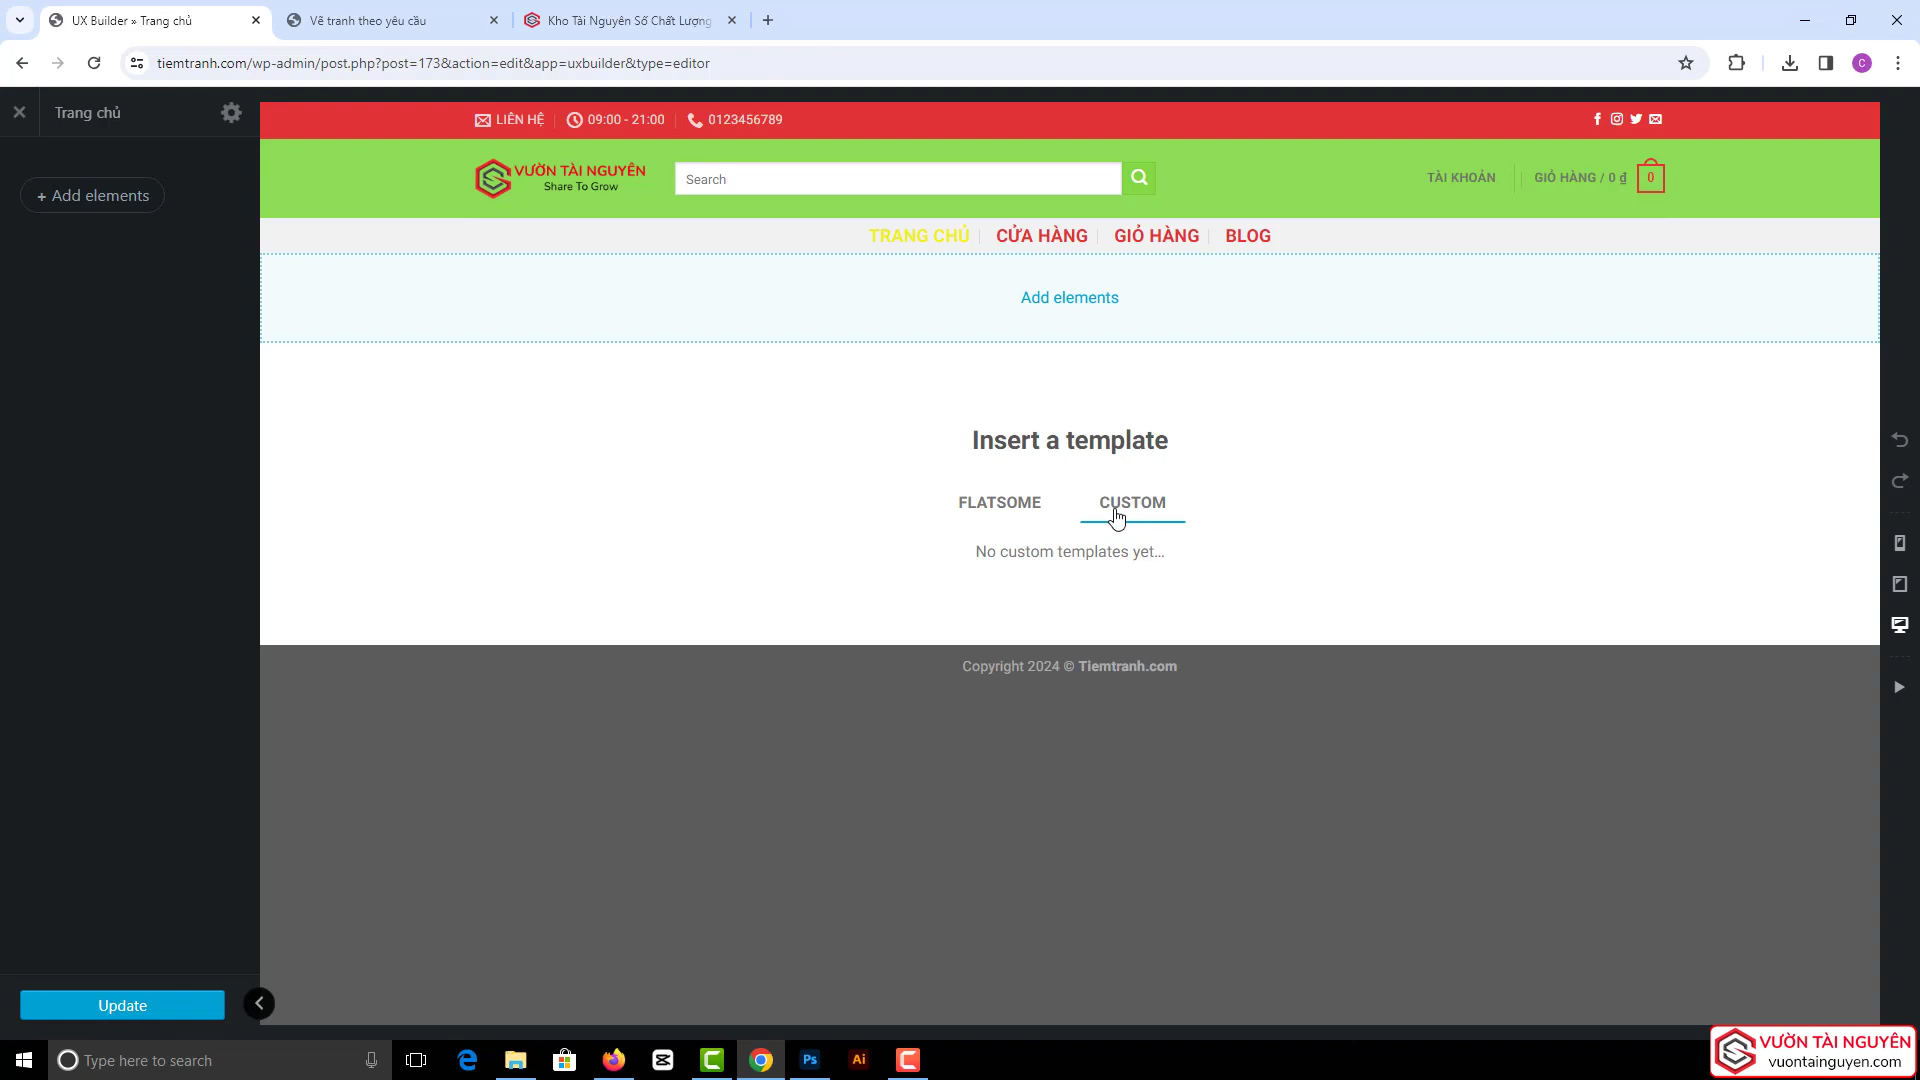 UX Builder » Trang chủ
Vẽ tranh theo yêu cầu
Kho Tài Nguyên Số Chất Lượng
tiemtranh.com/wp-admin/post.php?post=173&action=edit&app=uxbuilder&type=editor
C
Trang chủ
+ Add elements
LIÊN HỆ
09:00 - 21:00
0123456789
VƯỜN TÀI NGUYÊN
Share To Grow
Search
TÀI KHOẢN
GIỎ HÀNG / 0 ₫
0
TRANG CHỦ
CỬA HÀNG
GIỎ HÀNG
BLOG
Add elements
Insert a template
FLATSOME
CUSTOM
No custom templates yet...
Copyright 2024 © Tiemtranh.com
Update
Type here to search
Ps
Ai
VƯỜN TÀI NGUYÊN
vuontainguyen.com